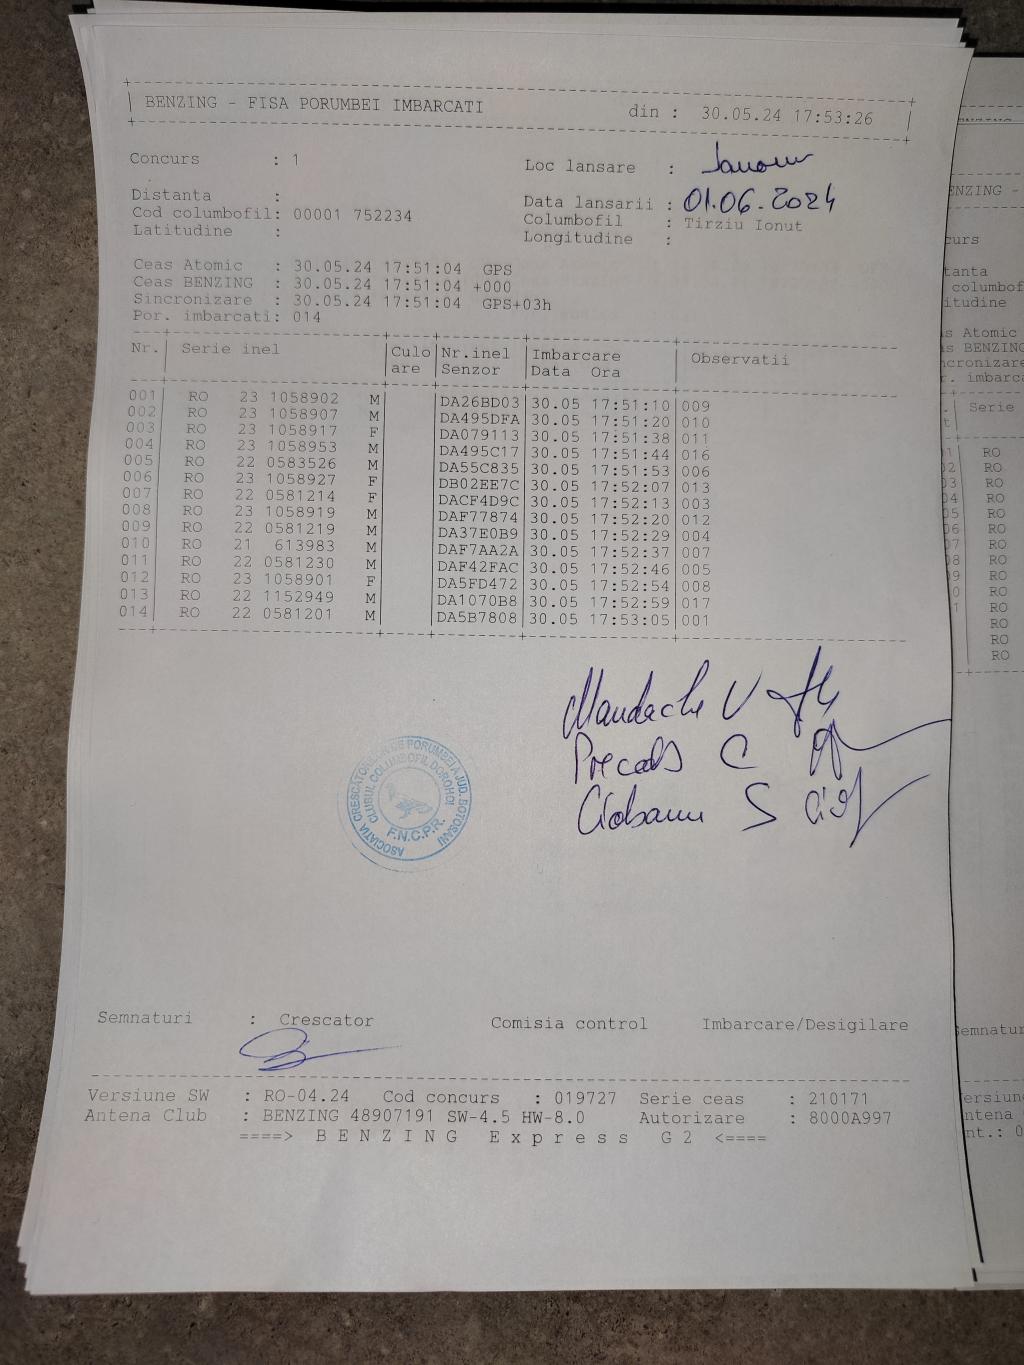 BENZING - FISA PORUMBEI IMBARCATI din : 30.05.24 17:53:26
Concurs : 1 Loc lansare :
Distanta : Data lansarii : 01.06.2024
Cod columbofil: 00001 752234 Columbofil : Tirziu Ionut
Latitudine : Longitudine :
Ceas Atomic : 30.05.24 17:51:04 GPS
Ceas BENZING : 30.05.24 17:51:04 +000
Sincronizare : 30.05.24 17:51:04 GPS+03h
Por. imbarcati: 014
Nr. Serie inel Culo Nr.inel Imbarcare Observatii
are Senzor Data Ora
001 RO 23 1058902 M DA26BD03 30.05 17:51:10 009
002 RO 23 1058907 M DA495DFA 30.05 17:51:20 010
003 RO 23 1058917 F DA079113 30.05 17:51:38 011
004 RO 23 1058953 M DA495C17 30.05 17:51:44 016
005 RO 22 0583526 M DA55C835 30.05 17:51:53 006
006 RO 23 1058927 F DB02EE7C 30.05 17:52:07 013
007 RO 22 0581214 F DACF4D9C 30.05 17:52:13 003
008 RO 23 1058919 M DAF77874 30.05 17:52:20 012
009 RO 22 0581219 M DA37E0B9 30.05 17:52:29 004
010 RO 21 613983 M DAF7AA2A 30.05 17:52:37 007
011 RO 22 0581230 M DAF42FAC 30.05 17:52:46 005
012 RO 23 1058901 F DA5FD472 30.05 17:52:54 008
013 RO 22 1152949 M DA1070B8 30.05 17:52:59 017
014 RO 22 0581201 M DA5B7808 30.05 17:53:05 001
Mandache V
C
Ciobanu S
ASOCIATIA CRESCATORILOR DE PORUMBEI A JUD. BOTOSANI
CLUBUL COLUMBOFIL DOROHOI
F.N.C.P.R.
Semnaturi : Crescator Comisia control Imbarcare/Desigilare
Versiune SW : RO-04.24 Cod concurs : 019727 Serie ceas : 210171
Antena Club : BENZING 48907191 SW-4.5 HW-8.0 Autorizare : 8000A997
====> B E N Z I N G E x p r e s s G 2 <====